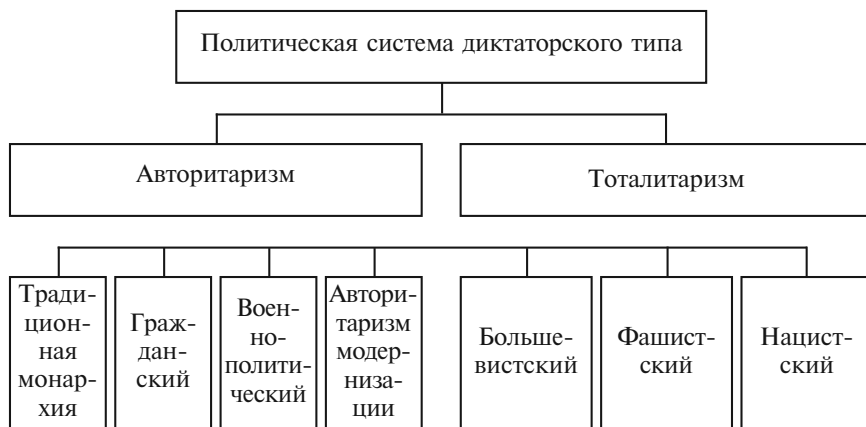 Политическая система диктаторского типа
Авторитаризм
Тоталитаризм
Тради-
цион-
ная
монар-
хия
Граж-
дан-
ский
Воен-
но-
полити-
ческий
Автори-
таризм
модер-
низа-
ции
Больше-
вистский
Фашист-
ский
Нацист-
ский